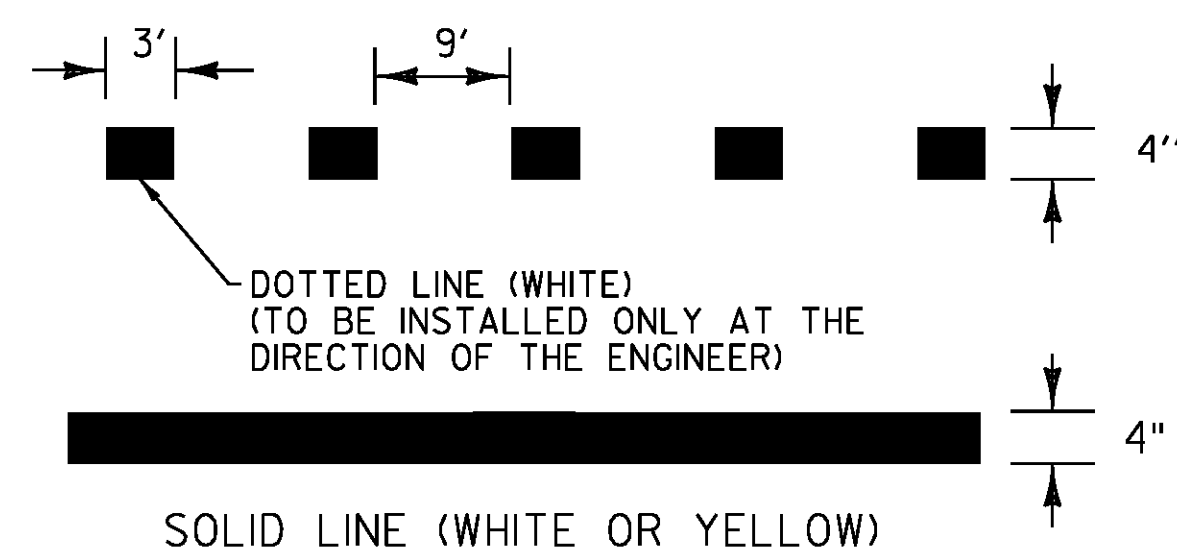 3' 9'
4''
DOTTED LINE (WHITE)
(TO BE INSTALLED ONLY AT THE
DIRECTION OF THE ENGINEER)
4"
SOLID LINE (WHITE OR YELLOW)